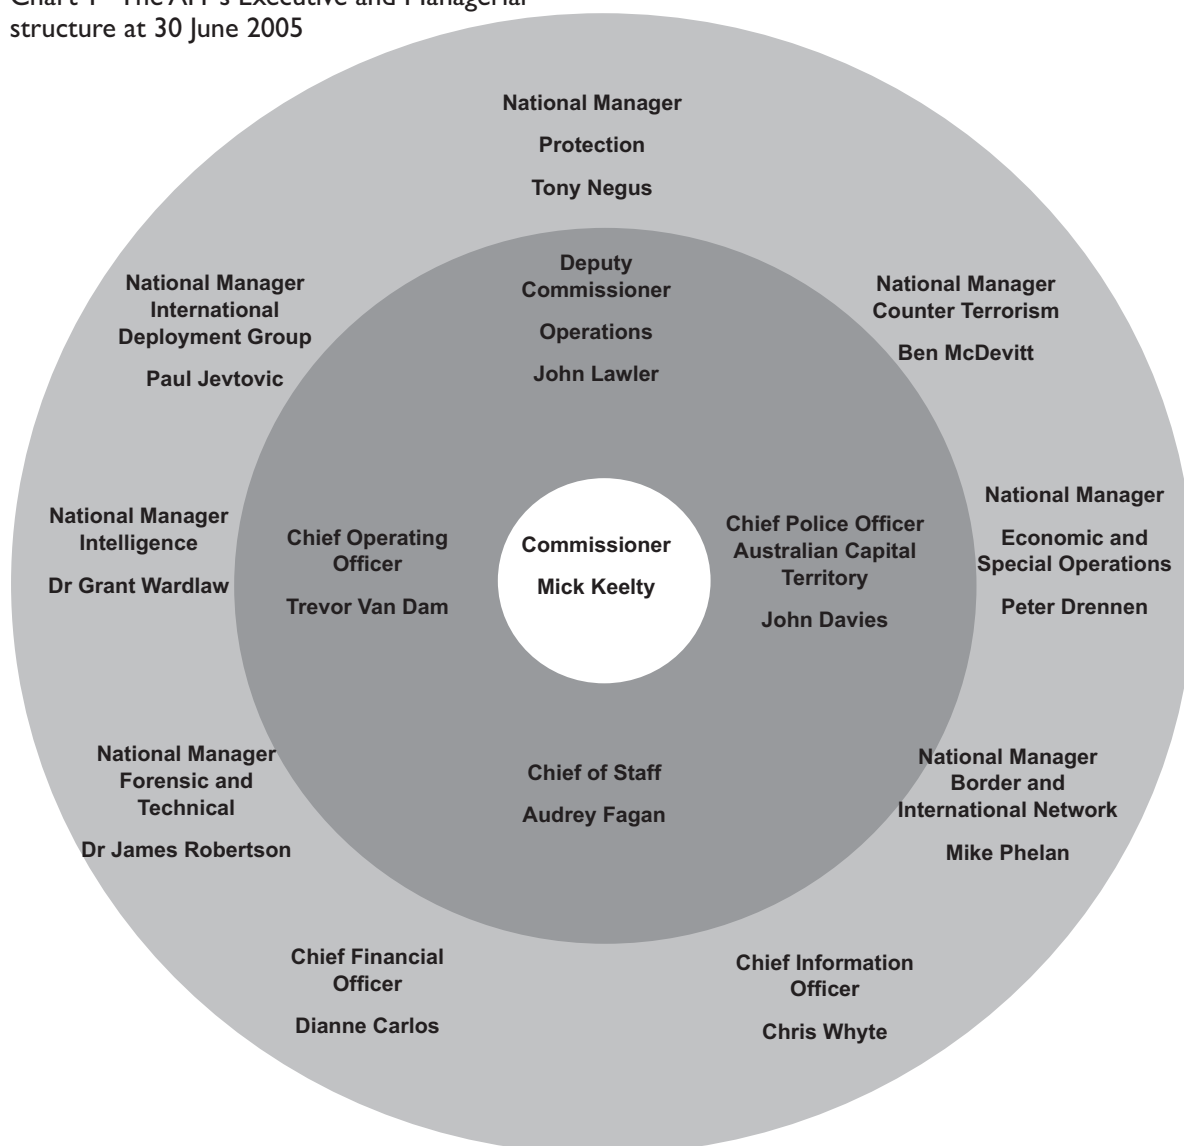 Chart 1 The AFP's Executive and Managerial
structure at 30 June 2005
National Manager
Protection
Tony Negus
Deputy
Commissioner
Operations
John Lawler
National Manager
International
Deployment Group
Paul Jevtovic
National Manager
Counter Terrorism
Ben McDevitt
National Manager
Intelligence
Dr Grant Wardlaw
Chief Operating
Officer
Trevor Van Dam
Commissioner
Mick Keelty
Chief Police Officer
Australian Capital
Territory
John Davies
National Manager
Economic and
Special Operations
Peter Drennen
National Manager
Forensic and
Technical
Dr James Robertson
Chief of Staff
Audrey Fagan
National Manager
Border and
International Network
Mike Phelan
Chief Financial
Officer
Dianne Carlos
Chief Information
Officer
Chris Whyte